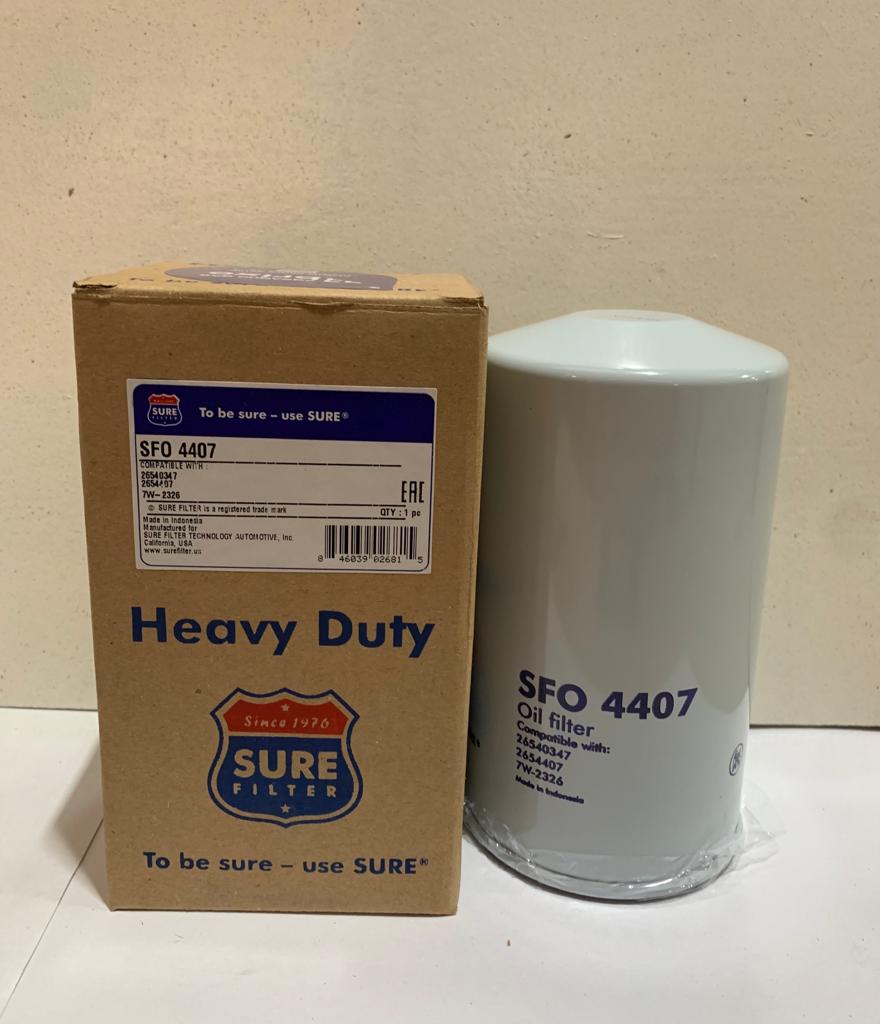 SURE
FILTER
To be sure – use SURE®
SFO 4407
COMPATIBLE WITH :
26540347
2654407
7W-2326
EAC
© SURE FILTER is a registered trade mark
QTY : 1 pc
Made in Indonesia
Manufactured for
SURE FILTER TECHNOLOGY AUTOMOTIVE, Inc.
California, USA
www.surefilter.us
8 46039 02681 5
Heavy Duty
Since 1976
SURE
FILTER
To be sure – use SURE®
SFO 4407
Oil filter
Compatible with:
26540347
2654407
7W-2326
Made in Indonesia